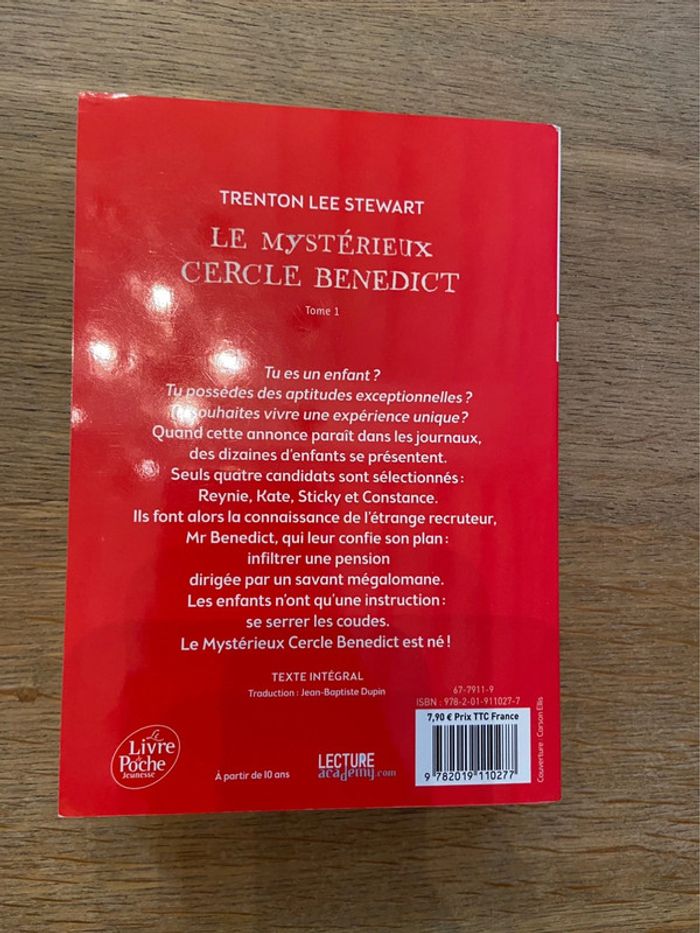 TRENTON LEE STEWART
LE MySTÉRIEUX
CERCLE BENEDICT
Tome 1
Tu es un enfant ?
Tu possèdes des aptitudes exceptionnelles ?
souhaites vivre une expérience unique ?
Quand cette annonce paraît dans les journaux,
des dizaines d'enfants se présentent.
Seuls quatre candidats sont sélectionnés :
Reynie, Kate, Sticky et Constance.
Ils font alors la connaissance de l'étrange recruteur,
Mr Benedict, qui leur confie son plan :
infiltrer une pension
dirigée par un savant mégalomane.
Les enfants n'ont qu'une instruction :
se serrer les coudes.
Le Mystérieux Cercle Benedict est né !
TEXTE INTÉGRAL
Traduction : Jean-Baptiste Dupin
67-7911-9
ISBN : 978-2-01-911027-7
7,90 € Prix TTC France
9 782019 110277
Couverture : Carson Ellis
Le
Livre
de
Poche
Jeunesse
À partir de 10 ans
LECTURE
academy.com